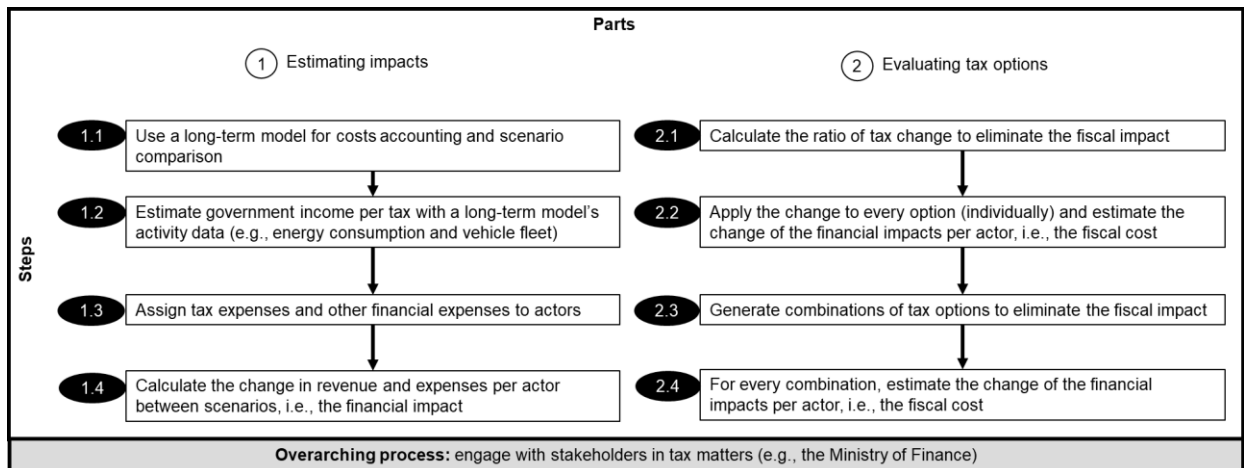 Parts
1 Estimating impacts
2 Evaluating tax options
Steps
1.1 Use a long-term model for costs accounting and scenario
comparison
1.2 Estimate government income per tax with a long-term model's
activity data (e.g., energy consumption and vehicle fleet)
1.3 Assign tax expenses and other financial expenses to actors
1.4 Calculate the change in revenue and expenses per actor
between scenarios, i.e., the financial impact
2.1 Calculate the ratio of tax change to eliminate the fiscal impact
2.2 Apply the change to every option (individually) and estimate the
change of the financial impacts per actor, i.e., the fiscal cost
2.3 Generate combinations of tax options to eliminate the fiscal impact
2.4 For every combination, estimate the change of the financial
impacts per actor, i.e., the fiscal cost
Overarching process: engage with stakeholders in tax matters (e.g., the Ministry of Finance)